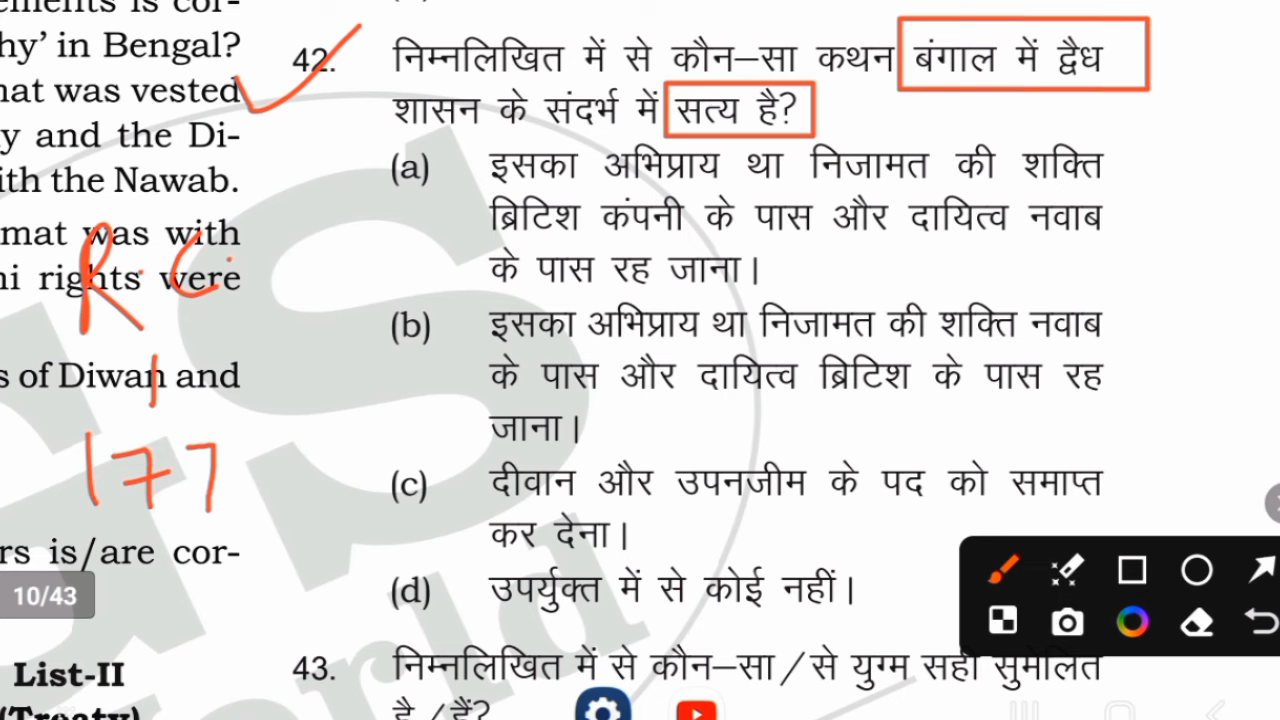 ements is cor-
hy’ in Bengal?
hat was vested
y and the Di-
ith the Nawab.
mat was with
ni rights were
s of Diwan and
rs is/are cor-
List-II
(Treaty)
R.C.
177
10/43
42. निम्नलिखित में से कौन–सा कथन बंगाल में द्वैध
शासन के संदर्भ में सत्य है?
(a) इसका अभिप्राय था निजामत की शक्ति
ब्रिटिश कंपनी के पास और दायित्व नवाब
के पास रह जाना।
(b) इसका अभिप्राय था निजामत की शक्ति नवाब
के पास और दायित्व ब्रिटिश के पास रह
जाना।
(c) दीवान और उपनजीम के पद को समाप्त
कर देना।
(d) उपर्युक्त में से कोई नहीं।
43. निम्नलिखित में से कौन–सा/से युग्म सही सुमेलित
है/हैं?